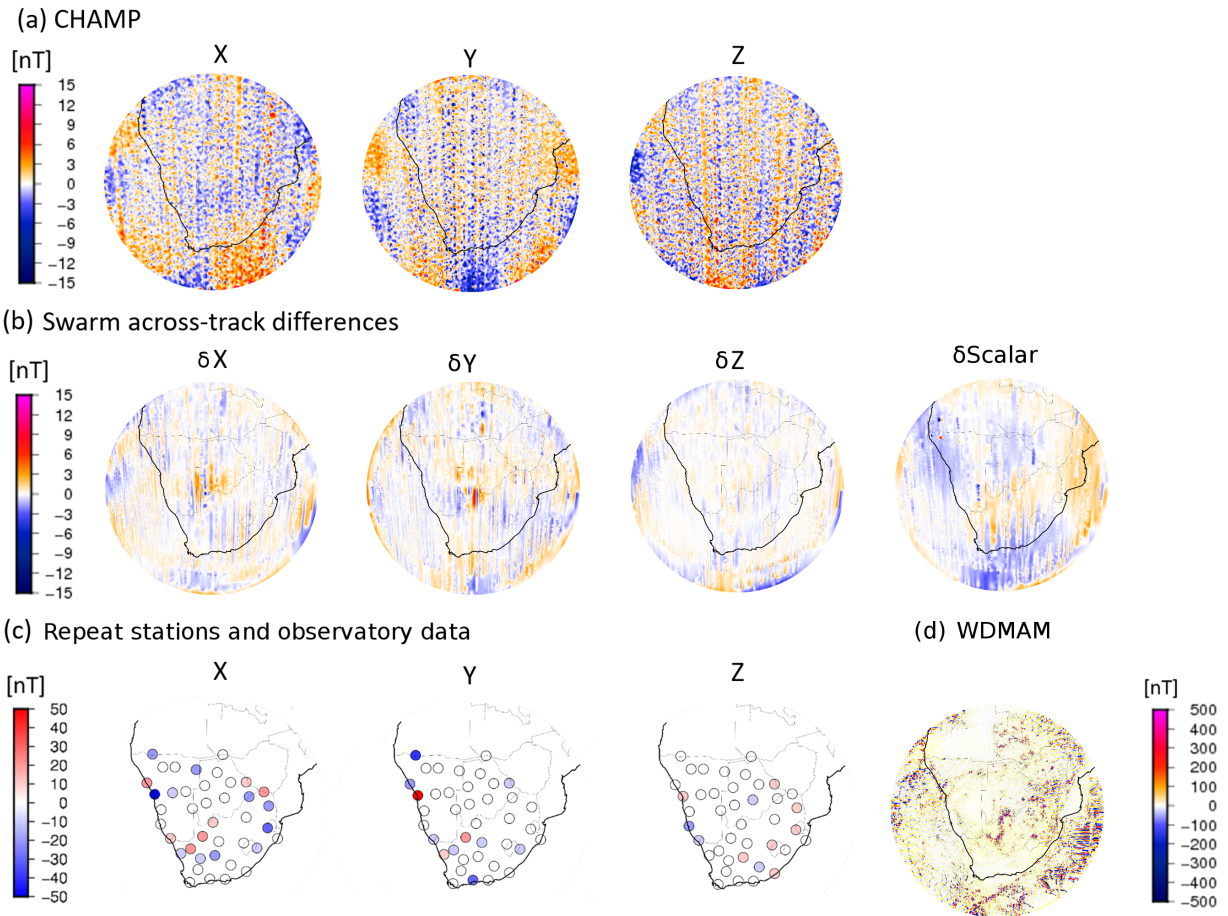 (a) CHAMP
[nT]
X
Y
Z
15
12
9
6
3
0
−3
−6
−9
−12
−15
(b) Swarm across-track differences
[nT]
δX
δY
δZ
δScalar
15
12
9
6
3
0
−3
−6
−9
−12
−15
(c) Repeat stations and observatory data
(d) WDMAM
[nT]
X
Y
Z
[nT]
50
40
30
20
10
0
−10
−20
−30
−40
−50
500
400
300
200
100
0
−100
−200
−300
−400
−500